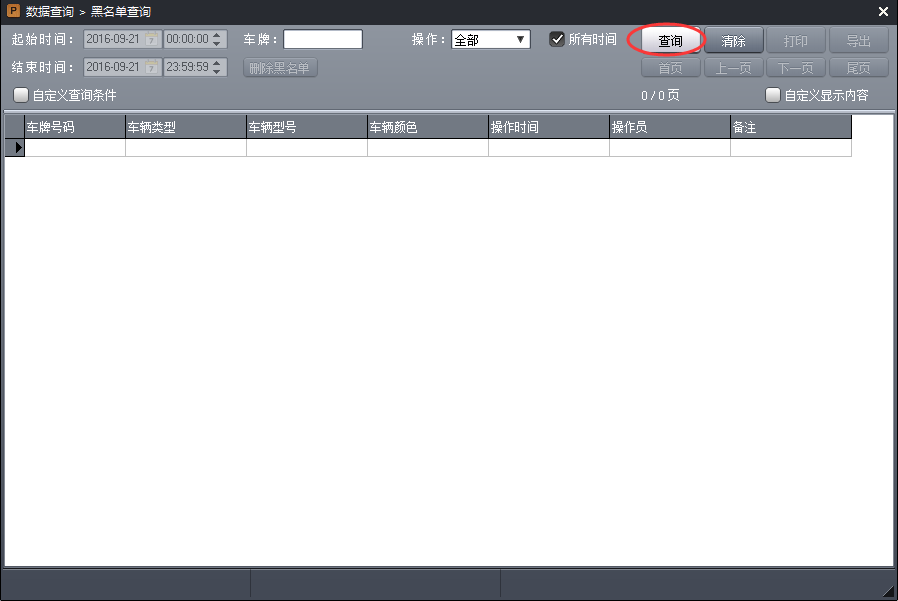 P 数据查询 > 黑名单查询
起始时间： 2016-09-21 00:00:00 车牌： 操作： 全部 所有时间 查询 清除 打印 导出
结束时间： 2016-09-21 23:59:59 删除黑名单 首页 上一页 下一页 尾页
自定义查询条件 0 / 0 页 自定义显示内容
车牌号码 车辆类型 车辆型号 车辆颜色 操作时间 操作员 备注